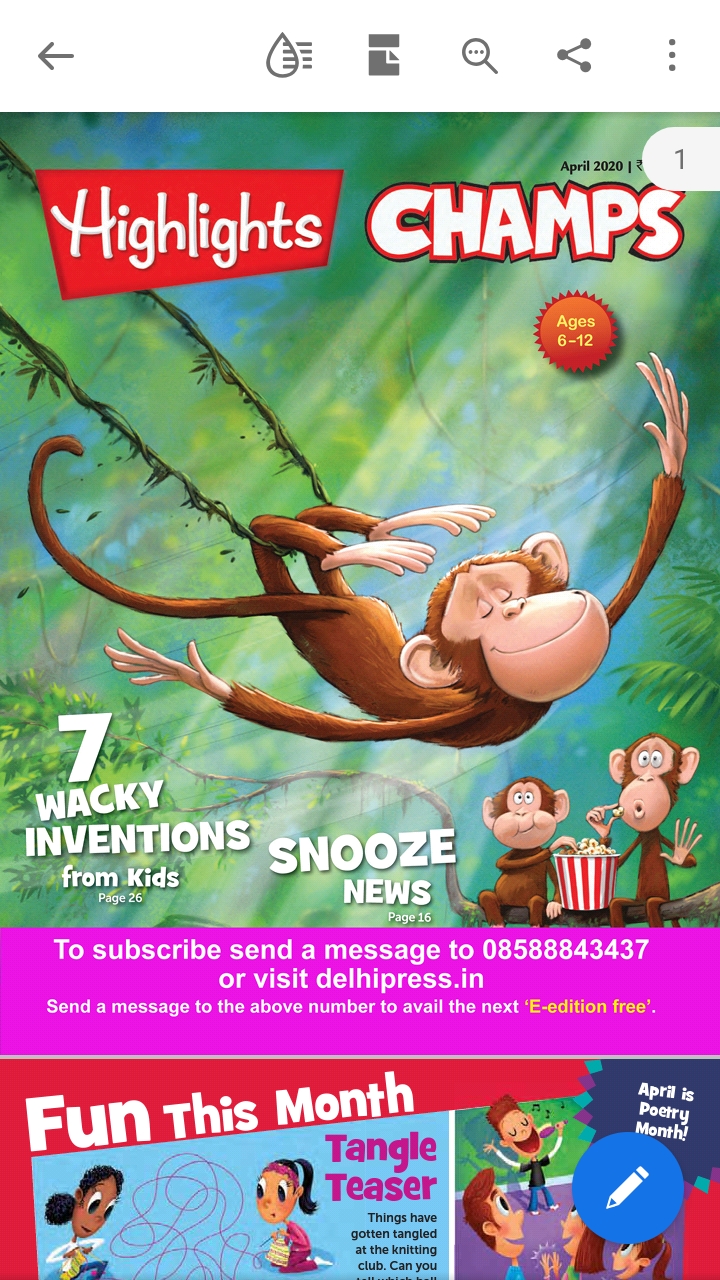 1
April 2020 | ₹
Highlights
CHAMPS
Ages
6-12
7
WACKY
INVENTIONS
from Kids
Page 26
SNOOZE
NEWS
Page 16
To subscribe send a message to 08588843437
or visit delhipress.in
Send a message to the above number to avail the next ‘E-edition free’.
Fun This Month
Tangle
Teaser
Things have
gotten tangled
at the knitting
club. Can you
April is
Poetry
Month!